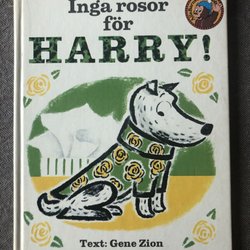 Inga rosor
för
HARRY!
Text: Gene Zion